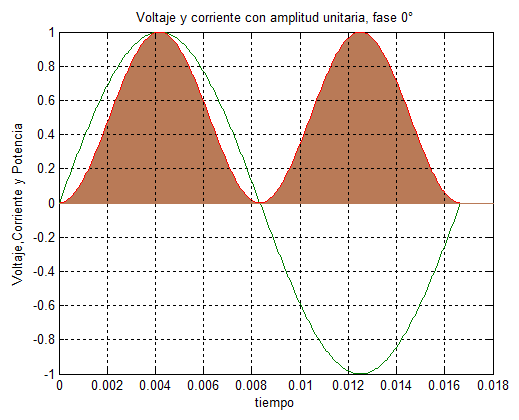 Voltaje y corriente con amplitud unitaria, fase 0°
Voltaje,Corriente y Potencia
1
0.8
0.6
0.4
0.2
0
-0.2
-0.4
-0.6
-0.8
-1
0 0.002 0.004 0.006 0.008 0.01 0.012 0.014 0.016 0.018
tiempo